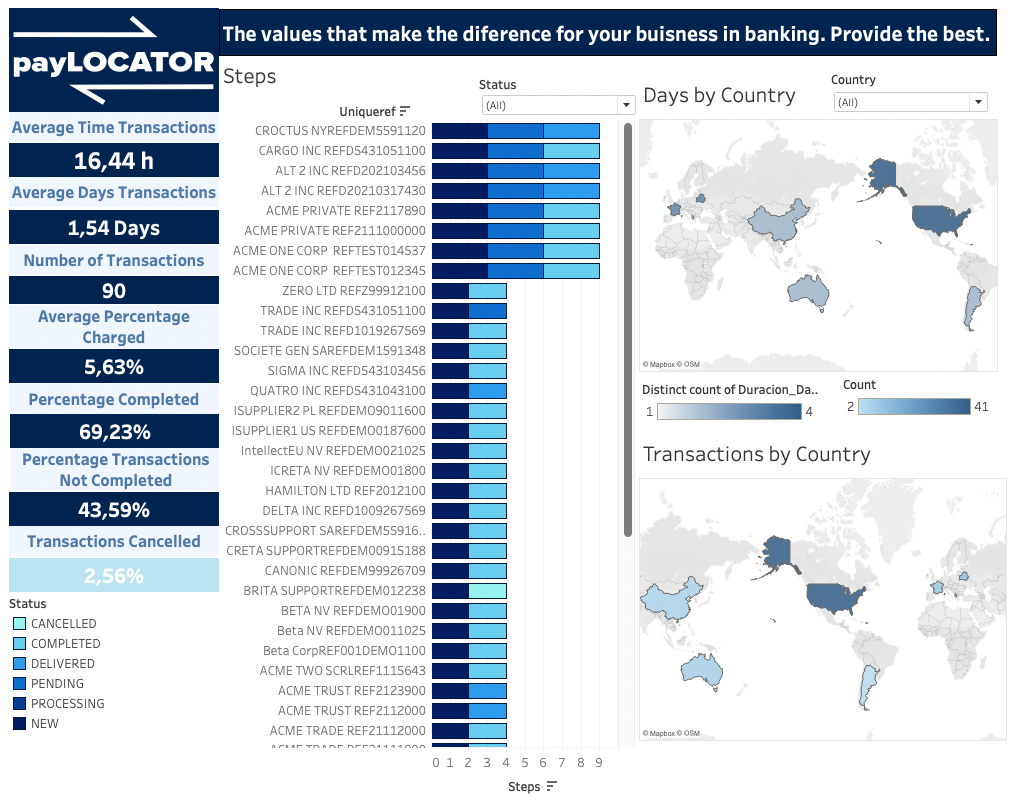 payLOCATOR
The values that make the diference for your buisness in banking. Provide the best.
Average Time Transactions
16,44 h
Average Days Transactions
1,54 Days
Number of Transactions
90
Average Percentage
Charged
5,63%
Percentage Completed
69,23%
Percentage Transactions
Not Completed
43,59%
Transactions Cancelled
2,56%
Status
CANCELLED
COMPLETED
DELIVERED
PENDING
PROCESSING
NEW
Steps
Status
(All)
Uniqueref
CROCTUS NYREFDEM5591120
CARGO INC REFD5431051100
ALT 2 INC REFD202103456
ALT 2 INC REFD20210317430
ACME PRIVATE REF2117890
ACME PRIVATE REF2111000000
ACME ONE CORP REFTEST014537
ACME ONE CORP REFTEST012345
ZERO LTD REFZ99912100
TRADE INC REFD5431051100
TRADE INC REFD1019267569
SOCIETE GEN SAREFDEM1591348
SIGMA INC REFD543103456
QUATRO INC REFD5431043100
ISUPPLIER2 PL REFDEMO9011600
ISUPPLIER1 US REFDEMO0187600
IntellectEU NV REFDEMO021025
ICRETA NV REFDEMO01800
HAMILTON LTD REF2012100
DELTA INC REFD1009267569
CROSSSUPPORT SAREFDEM55916..
CRETA SUPPORTREFDEM00915188
CANONIC REFDEM99926709
BRITA SUPPORTREFDEM012238
BETA NV REFDEMO01900
Beta NV REFDEMO011025
Beta CorpREF001DEMO1100
ACME TWO SCRLREF1115643
ACME TRUST REF2123900
ACME TRUST REF2112000
ACME TRADE REF21112000
0 1 2 3 4 5 6 7 8 9
Steps
Country
(All)
Days by Country
© Mapbox © OSM
Distinct count of Duracion_Da..
1 4
Count
2 41
Transactions by Country
© Mapbox © OSM